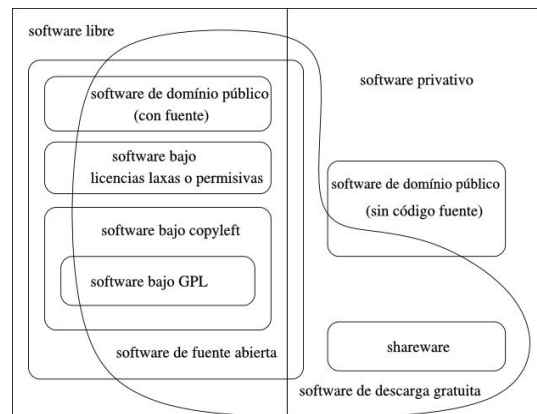 software libre
software de domínio público
(con fuente)
software bajo
licencias laxas o permisivas
software bajo copyleft
software bajo GPL
software de fuente abierta
software privativo
software de domínio público
(sin código fuente)
shareware
software de descarga gratuita